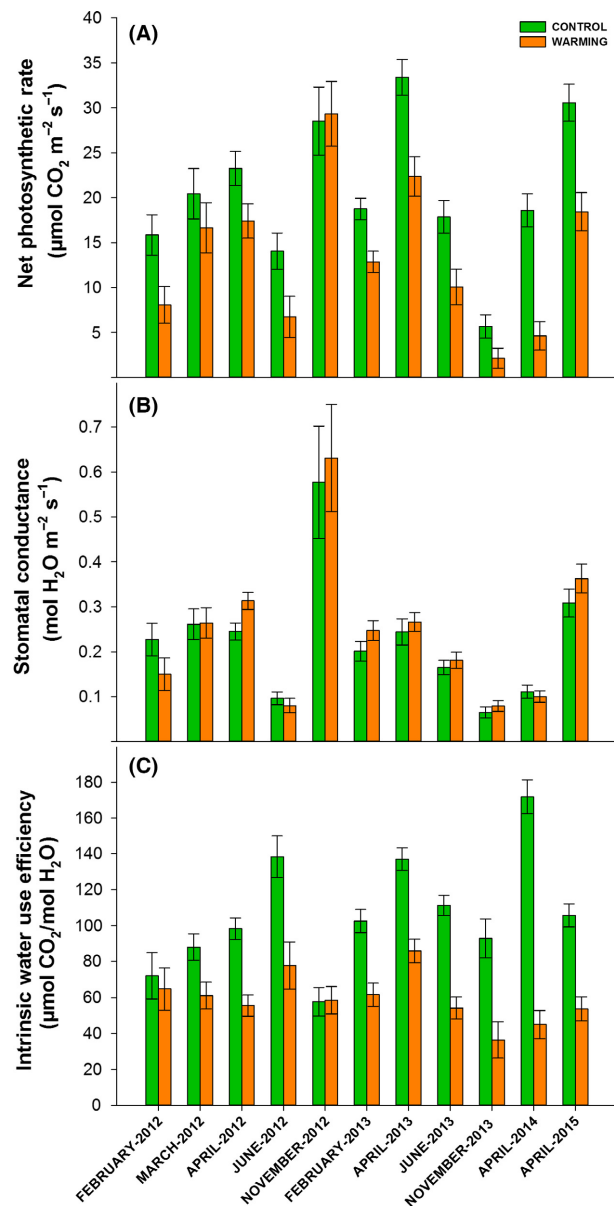 (A)
CONTROL
WARMING
Net photosynthetic rate
(µmol CO₂ m⁻² s⁻¹)
40
35
30
25
20
15
10
5
(B)
Stomatal conductance
(mol H₂O m⁻² s⁻¹)
0.7
0.6
0.5
0.4
0.3
0.2
0.1
(C)
Intrinsic water use efficiency
(µmol CO₂/mol H₂O)
180
160
140
120
100
80
60
40
20
0
FEBRUARY-2012
MARCH-2012
APRIL-2012
JUNE-2012
NOVEMBER-2012
FEBRUARY-2013
APRIL-2013
JUNE-2013
NOVEMBER-2013
APRIL-2014
APRIL-2015